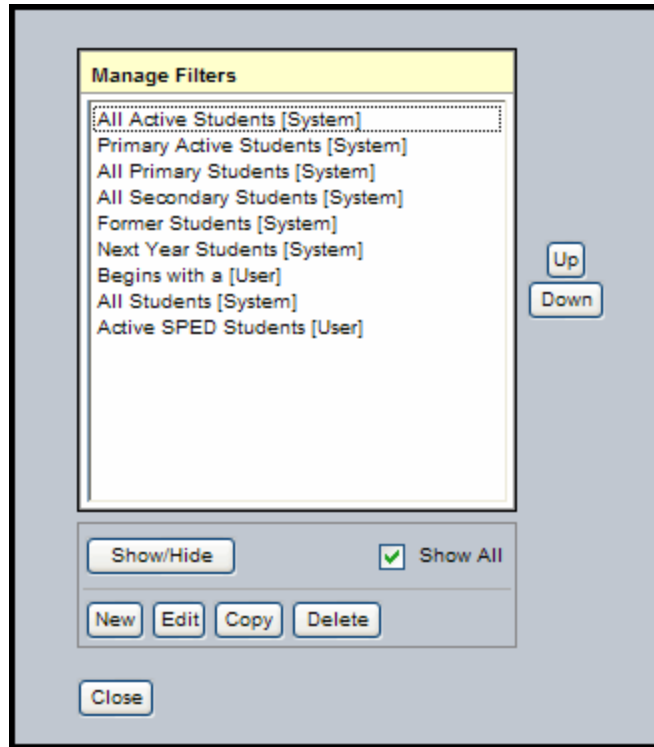 Manage Filters
All Active Students [System]
Primary Active Students [System]
All Primary Students [System]
All Secondary Students [System]
Former Students [System]
Next Year Students [System]
Begins with a [User]
All Students [System]
Active SPED Students [User]
Up
Down
Show/Hide Show All
New Edit Copy Delete
Close